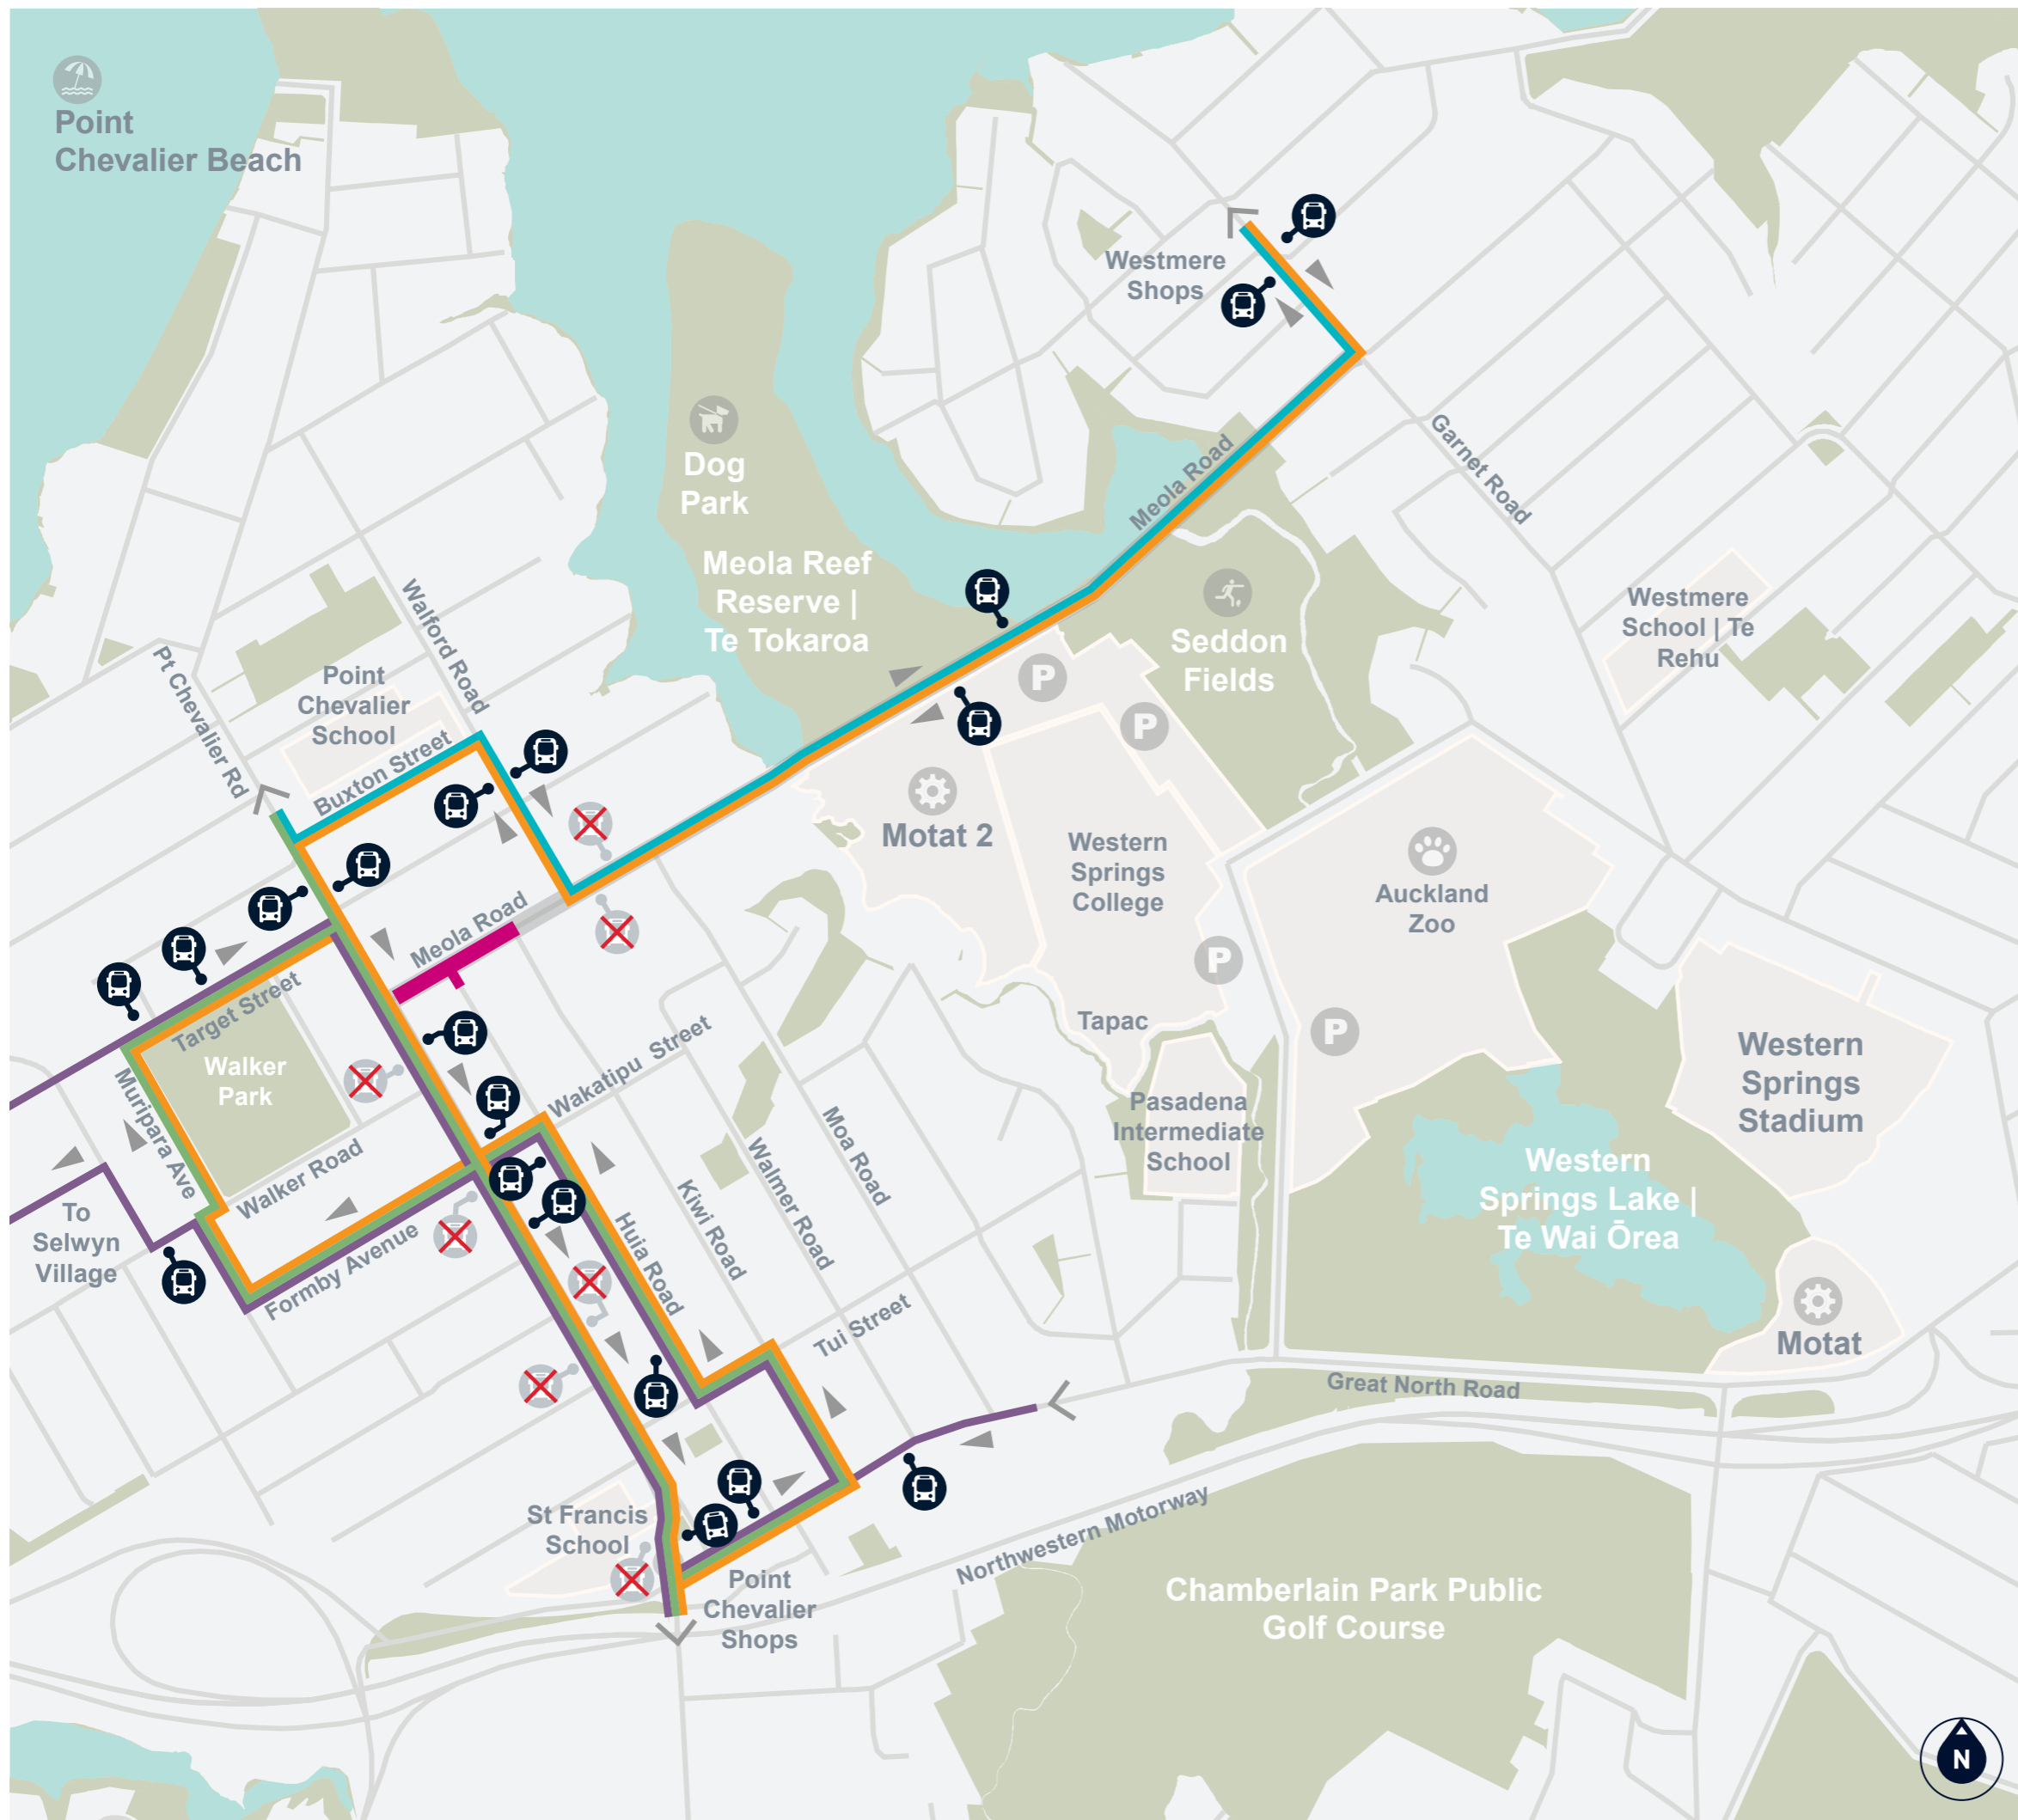 Point
Chevalier Beach
Westmere
Shops
Dog
Park
Meola Road
Garnet Road
Meola Reef
Reserve |
Te Tokaroa
Walford Road
Westmere
School | Te
Rehu
Seddon
Fields
Pt Chevalier Rd
Point
Chevalier
School
Buxton Street
P
P
Motat 2
Western
Springs
College
Auckland
Zoo
Meola Road
P
Target Street
Tapac
P
Wakatipu Street
Walker
Park
Western
Springs
Stadium
Muripara Ave
Moa Road
Pasadena
Intermediate
School
Walmer Road
Walker Road
Kiwi Road
Western
Springs Lake |
Te Wai Ōrea
To
Selwyn
Village
Formby Avenue
Huia Road
Tui Street
Motat
Great North Road
St Francis
School
Northwestern Motorway
Point
Chevalier
Shops
Chamberlain Park Public
Golf Course
N